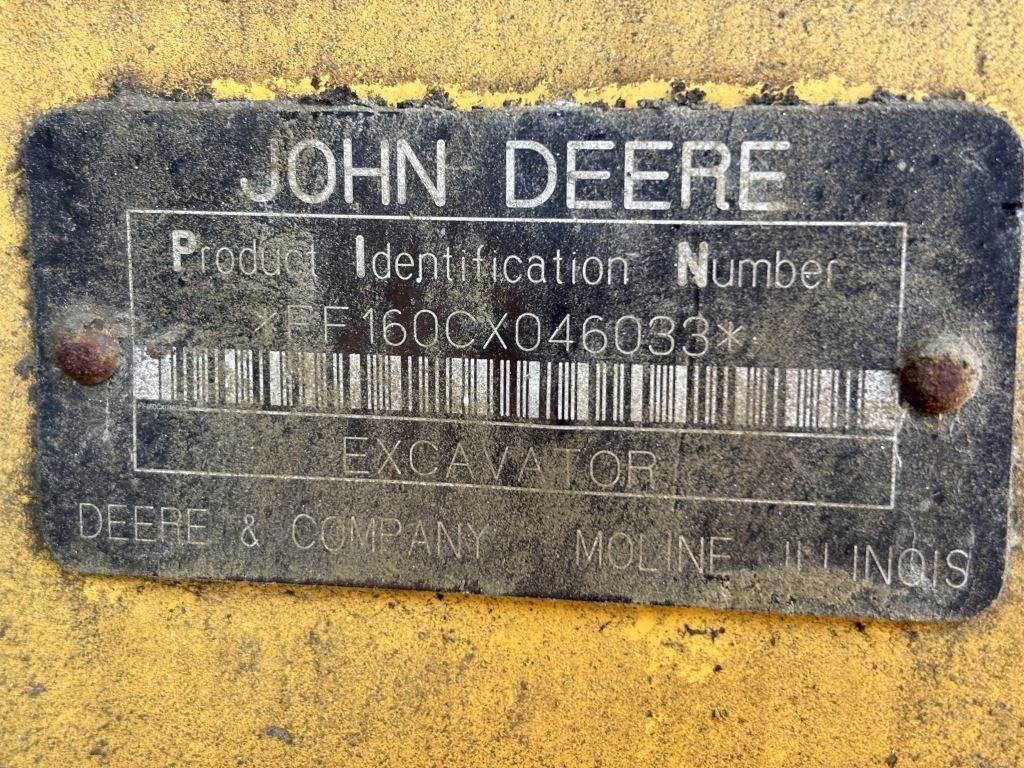 JOHN DEERE
Product Identification Number
*FF160CX046033*
EXCAVATOR
DEERE & COMPANY MOLINE ILLINOIS